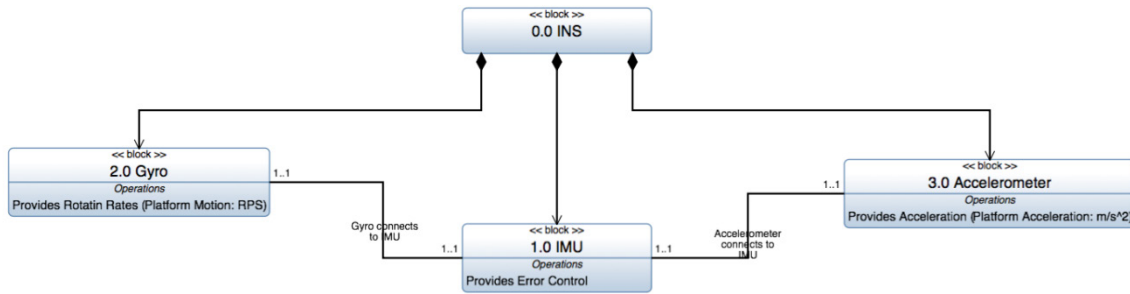 << block >>
0.0 INS
<< block >>
2.0 Gyro
Operations
Provides Rotatin Rates (Platform Motion: RPS)
1..1
<< block >>
3.0 Accelerometer
Operations
Provides Acceleration (Platform Acceleration: m/s^2)
1..1
Gyro connects
to IMU
1..1
<< block >>
1.0 IMU
Operations
Provides Error Control
1..1
Accelerometer
connects to
IMU